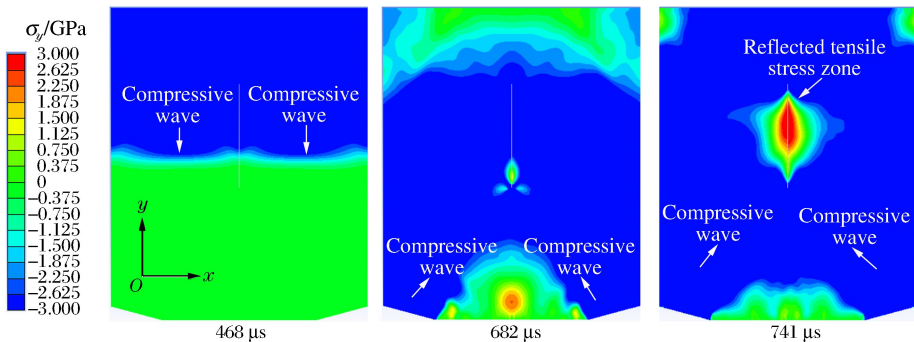 σy/GPa
3.000
2.625
2.250
1.875
1.500
1.125
0.750
0.375
0
−0.375
−0.750
−1.125
−1.500
−1.875
−2.250
−2.625
−3.000
Compressive
wave
Compressive
wave
y
O
x
468 μs
Compressive
wave
Compressive
wave
682 μs
Reflected tensile
stress zone
Compressive
wave
Compressive
wave
741 μs